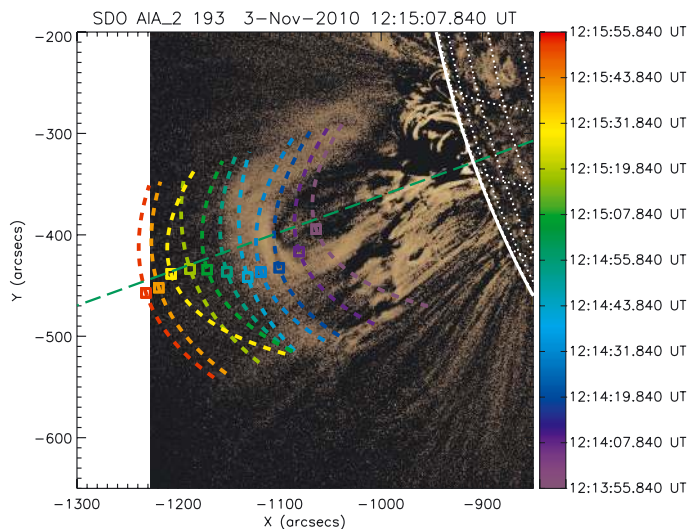 SDO AIA_2 193 3-Nov-2010 12:15:07.840 UT
-200
-300
-400
-500
-600
Y (arcsecs)
-1300 -1200 -1100 -1000 -900
X (arcsecs)
12:15:55.840 UT
12:15:43.840 UT
12:15:31.840 UT
12:15:19.840 UT
12:15:07.840 UT
12:14:55.840 UT
12:14:43.840 UT
12:14:31.840 UT
12:14:19.840 UT
12:14:07.840 UT
12:13:55.840 UT